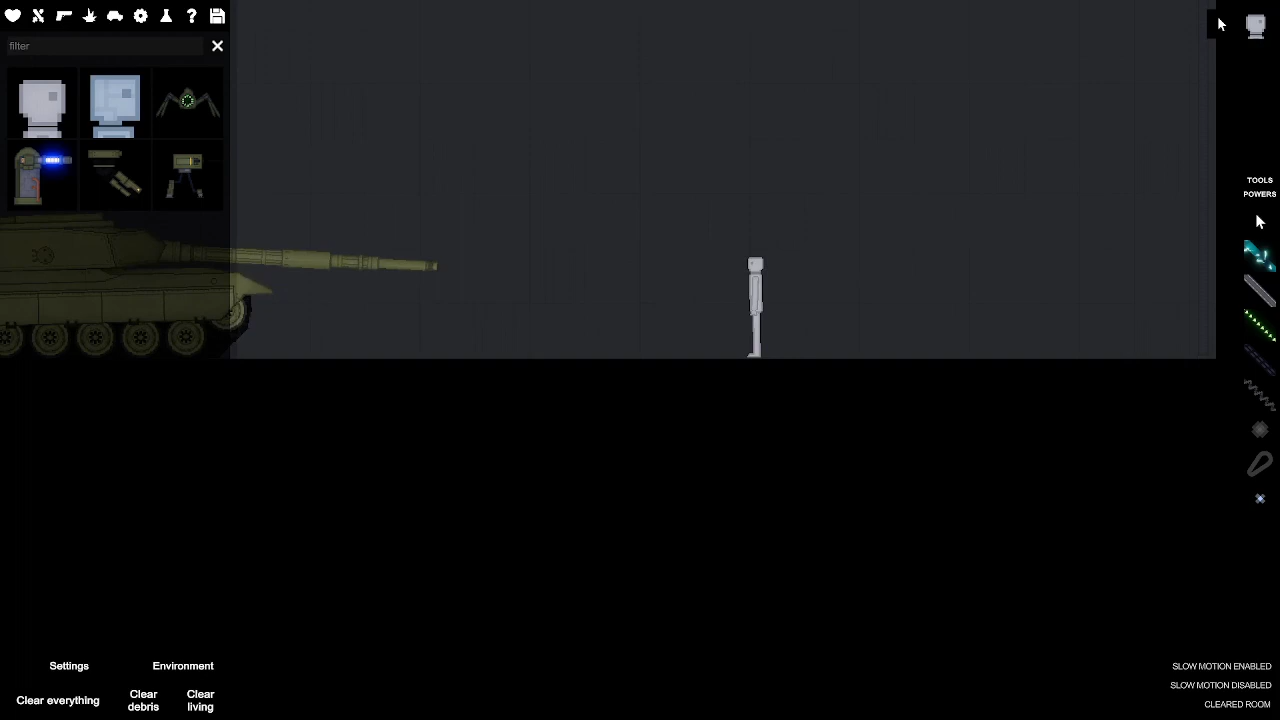 filter
TOOLS
POWERS
Settings
Environment
Clear everything
Clear
debris
Clear
living
SLOW MOTION ENABLED
SLOW MOTION DISABLED
CLEARED ROOM